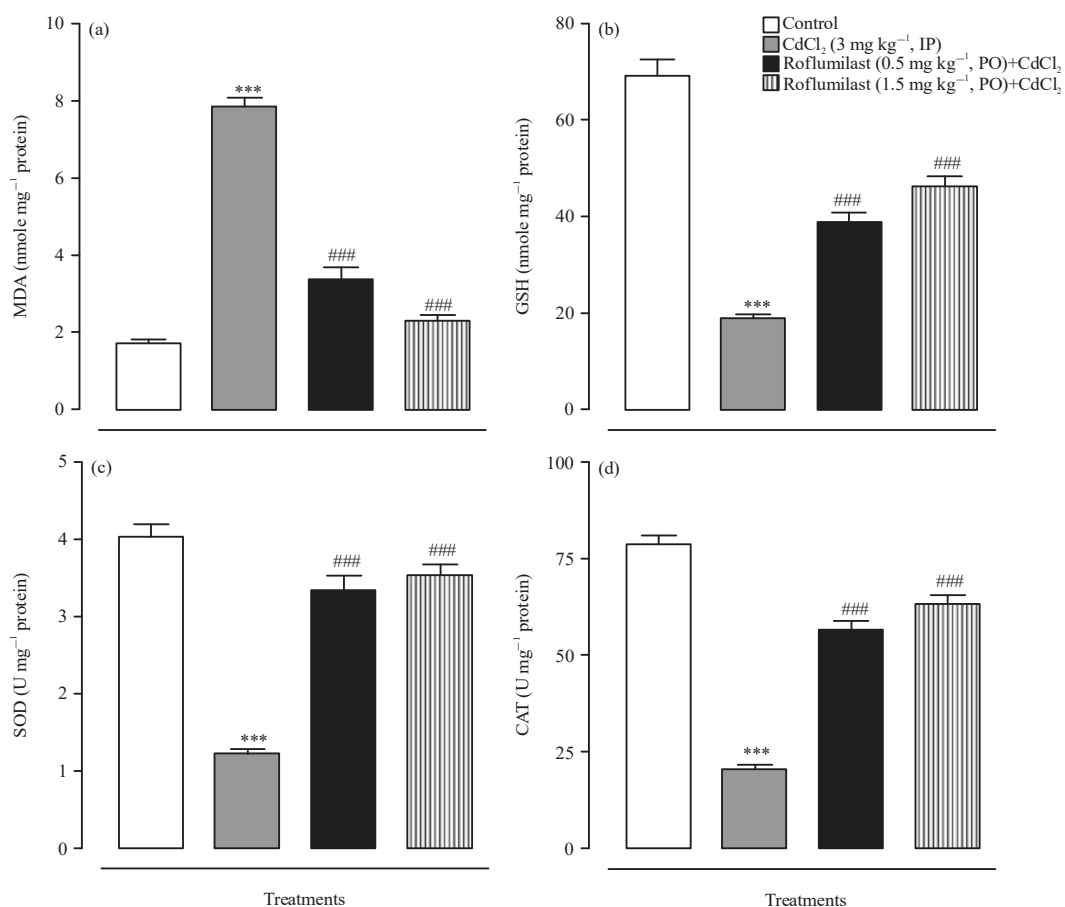 (a)
10
8
6
4
2
0
MDA (nmole mg⁻¹ protein)
***
###
###
(b)
80
60
40
20
0
GSH (nmole mg⁻¹ protein)
***
###
###
Control
CdCl₂ (3 mg kg⁻¹, IP)
Roflumilast (0.5 mg kg⁻¹, PO)+CdCl₂
Roflumilast (1.5 mg kg⁻¹, PO)+CdCl₂
(c)
5
4
3
2
1
0
SOD (U mg⁻¹ protein)
***
###
###
Treatments
(d)
100
75
50
25
0
CAT (U mg⁻¹ protein)
***
###
###
Treatments